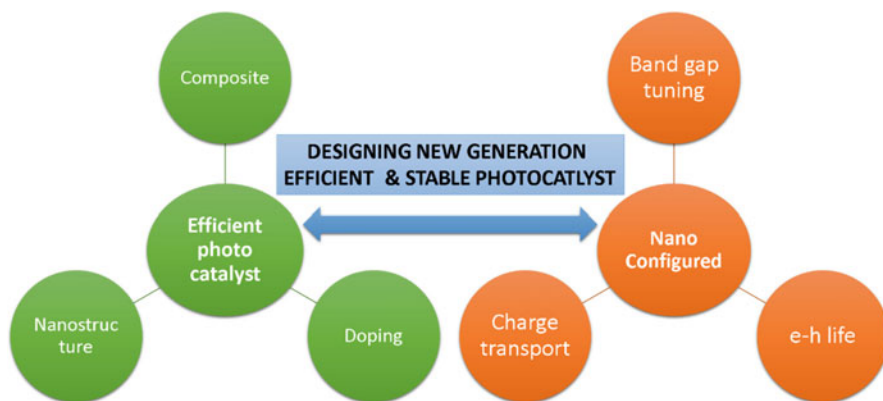 Composite
Band gap
tuning
DESIGNING NEW GENERATION
EFFICIENT & STABLE PHOTOCATLYST
Efficient
photo
catalyst
Nano
Configured
Nanostruc
ture
Doping
Charge
transport
e-h life